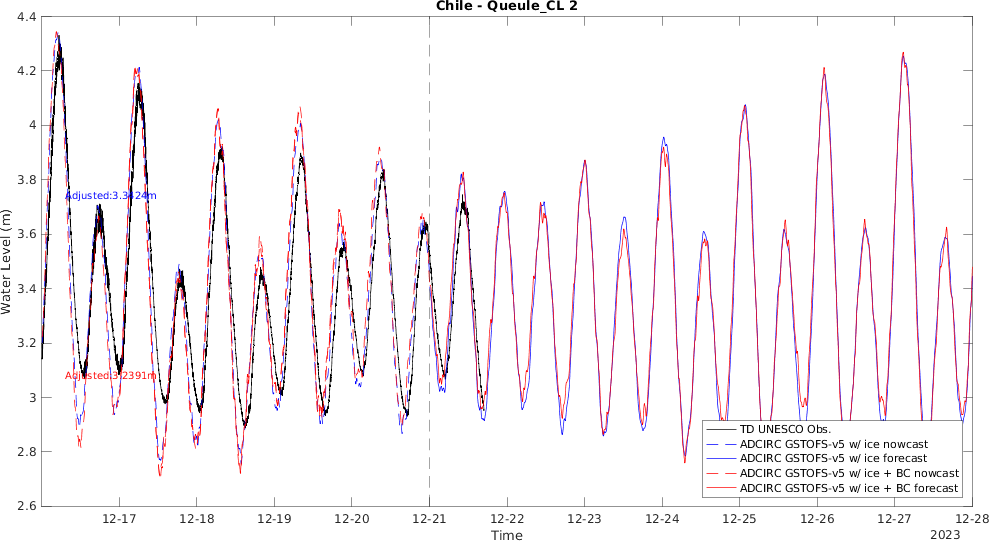 Chile - Queule_CL 2
4.4
4.2
4
3.8
3.6
3.4
3.2
3
2.8
2.6
Water Level (m)
Adjusted:3.3424m
Adjusted:3.2391m
TD UNESCO Obs.
ADCIRC GSTOFS-v5 w/ ice nowcast
ADCIRC GSTOFS-v5 w/ ice forecast
ADCIRC GSTOFS-v5 w/ ice + BC nowcast
ADCIRC GSTOFS-v5 w/ ice + BC forecast
12-17 12-18 12-19 12-20 12-21 12-22 12-23 12-24 12-25 12-26 12-27 12-28
Time
2023